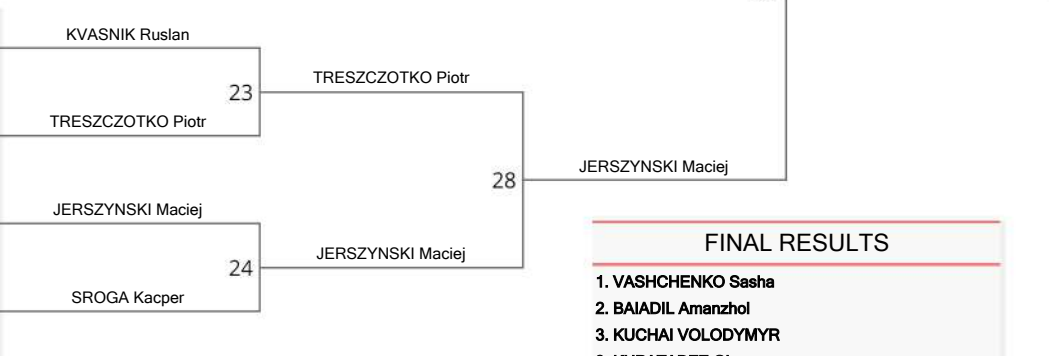 KVASNIK Ruslan
23
TRESZCZOTKO Piotr
TRESZCZOTKO Piotr
28
JERSZYNSKI Maciej
JERSZYNSKI Maciej
24
JERSZYNSKI Maciej
SROGA Kacper
FINAL RESULTS
1. VASHCHENKO Sasha
2. BAIADIL Amanzhol
3. KUCHAI VOLODYMYR